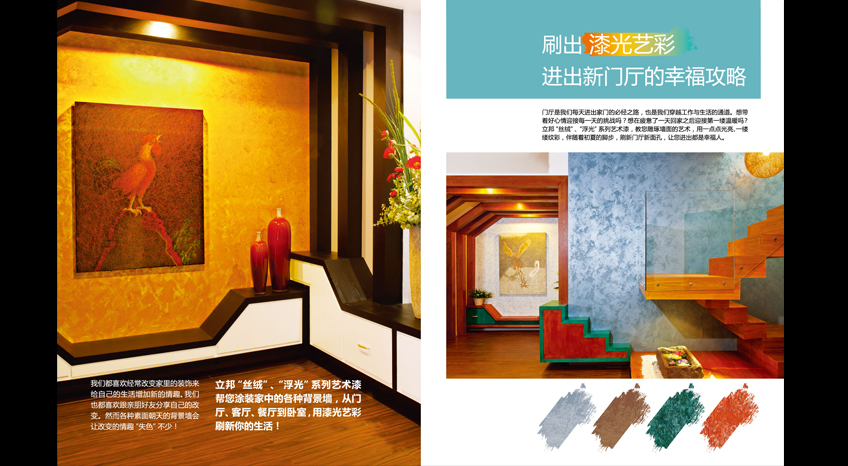 我们都喜欢经常改变家里的装饰来
给自己的生活增加新的情趣。我们
也都喜欢跟亲朋好友分享自己的改
变。然而各种素面朝天的背景墙会
让改变的情趣“失色”不少！
立邦“丝绒”、“浮光”系列艺术漆
帮您涂装家中的各种背景墙，从门
厅、客厅、餐厅到卧室，用漆光艺彩
刷新你的生活！
刷出 漆光艺彩
进出新门厅的幸福攻略
门厅是我们每天进出家门的必经之路，也是我们穿越工作与生活的通道。想带
着好心情迎接每一天的挑战吗？想在疲惫了一天回家之后迎接第一缕温暖吗？
立邦“丝绒”、“浮光”系列艺术漆，教您雕琢墙面的艺术，用一点点光亮，一缕
缕纹彩，伴随着初夏的脚步，刷新门厅新面孔，让您进出都是幸福人。